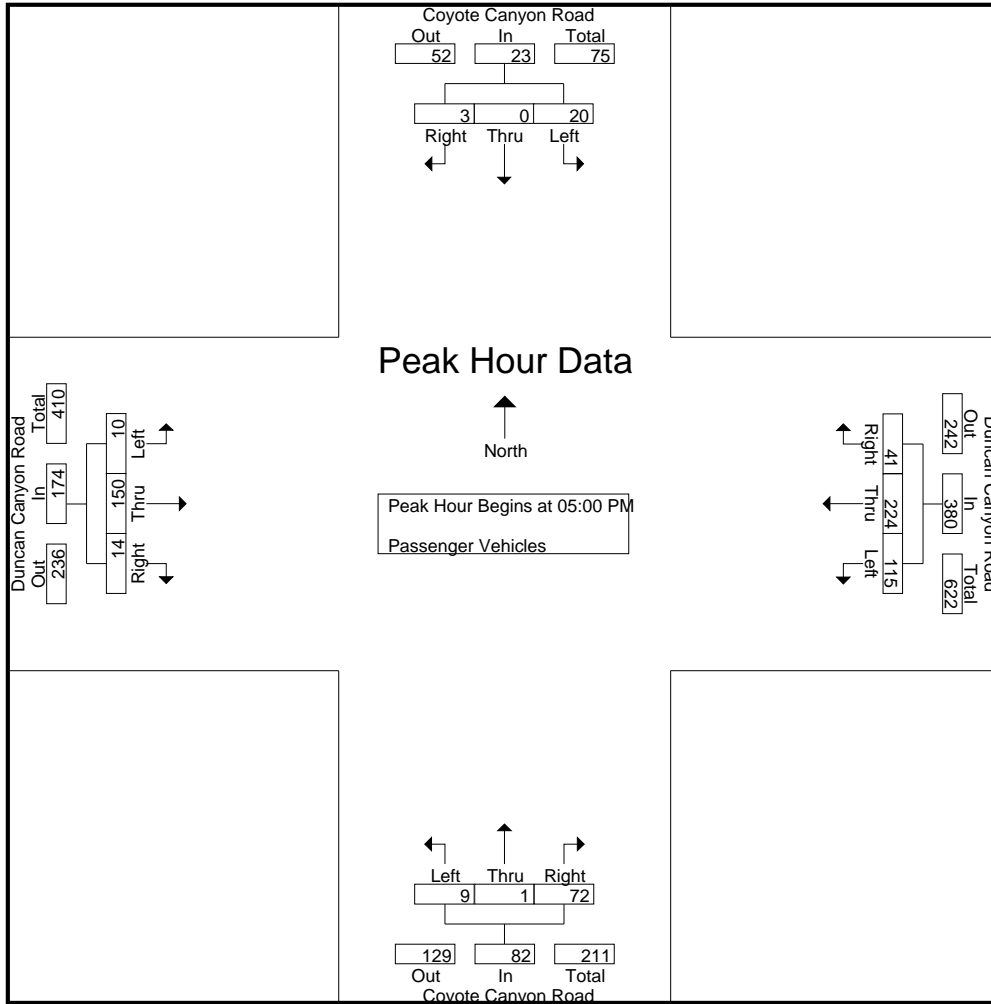 Coyote Canyon Road
Out In Total
52 23 75
3 0 20
Right Thru Left
Peak Hour Data
North
Peak Hour Begins at 05:00 PM
Passenger Vehicles
Duncan Canyon Road
Total In Out
410 174 236
10 150 14
Left Thru Right
Duncan Canyon Road
Out In Total
242 380 622
41 224 115
Right Thru Left
Left Thru Right
9 1 72
129 82 211
Out In Total
Coyote Canyon Road